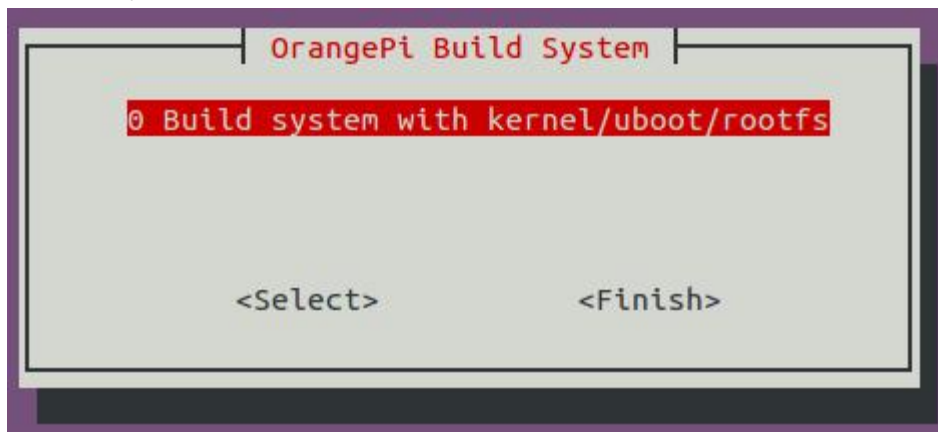 OrangePi Build System
0 Build system with kernel/uboot/rootfs
<Select> <Finish>